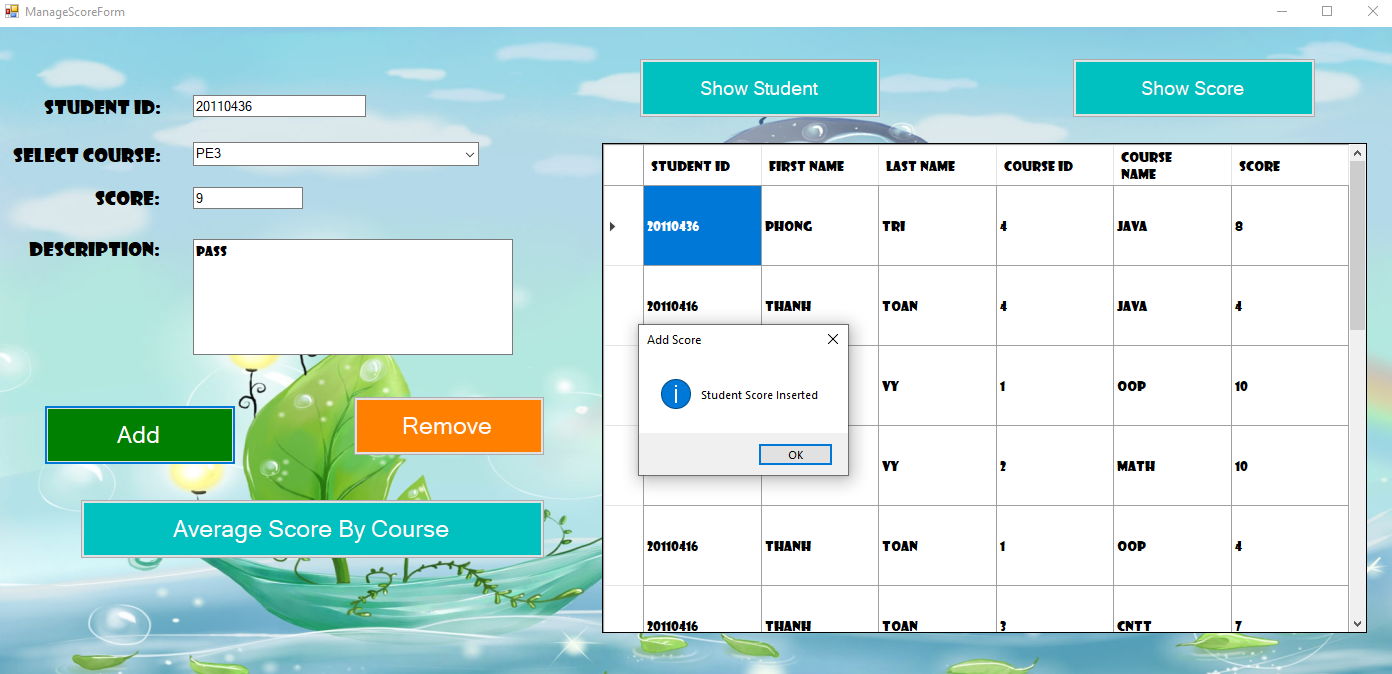 ManageScoreForm
Show Student
Show Score
STUDENT ID:
20110436
SELECT COURSE:
PE3
SCORE:
9
DESCRIPTION:
PASS
Add
Remove
Average Score By Course
STUDENT ID FIRST NAME LAST NAME COURSE ID COURSE NAME SCORE
20110436 PHONG TRI 4 JAVA 8
20110416 THANH TOAN 4 JAVA 4
VY 1 OOP 10
VY 2 MATH 10
20110416 THANH TOAN 1 OOP 4
20110416 THANH TOAN 3 CNTT 7
Add Score
Student Score Inserted
OK